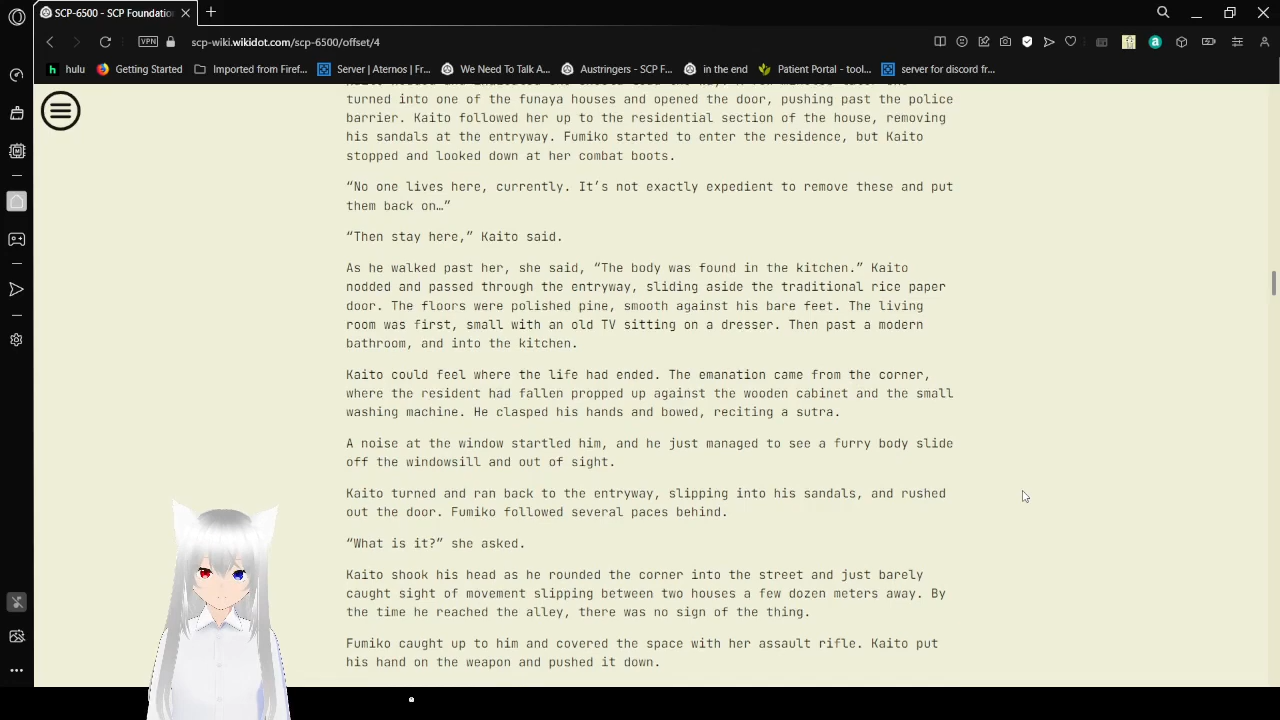 SCP-6500 - SCP Foundatio
VPN
scp-wiki.wikidot.com/scp-6500/offset/4
hulu
Getting Started
Imported from Firef...
Server | Aternos | Fr...
We Need To Talk A...
Austringers - SCP F...
in the end
Patient Portal - tool...
server for discord fr...
turned into one of the funaya houses and opened the door, pushing past the police
barrier. Kaito followed her up to the residential section of the house, removing
his sandals at the entryway. Fumiko started to enter the residence, but Kaito
stopped and looked down at her combat boots.
“No one lives here, currently. It’s not exactly expedient to remove these and put
them back on…”
“Then stay here,” Kaito said.
As he walked past her, she said, “The body was found in the kitchen.” Kaito
nodded and passed through the entryway, sliding aside the traditional rice paper
door. The floors were polished pine, smooth against his bare feet. The living
room was first, small with an old TV sitting on a dresser. Then past a modern
bathroom, and into the kitchen.
Kaito could feel where the life had ended. The emanation came from the corner,
where the resident had fallen propped up against the wooden cabinet and the small
washing machine. He clasped his hands and bowed, reciting a sutra.
A noise at the window startled him, and he just managed to see a furry body slide
off the windowsill and out of sight.
Kaito turned and ran back to the entryway, slipping into his sandals, and rushed
out the door. Fumiko followed several paces behind.
“What is it?” she asked.
Kaito shook his head as he rounded the corner into the street and just barely
caught sight of movement slipping between two houses a few dozen meters away. By
the time he reached the alley, there was no sign of the thing.
Fumiko caught up to him and covered the space with her assault rifle. Kaito put
his hand on the weapon and pushed it down.